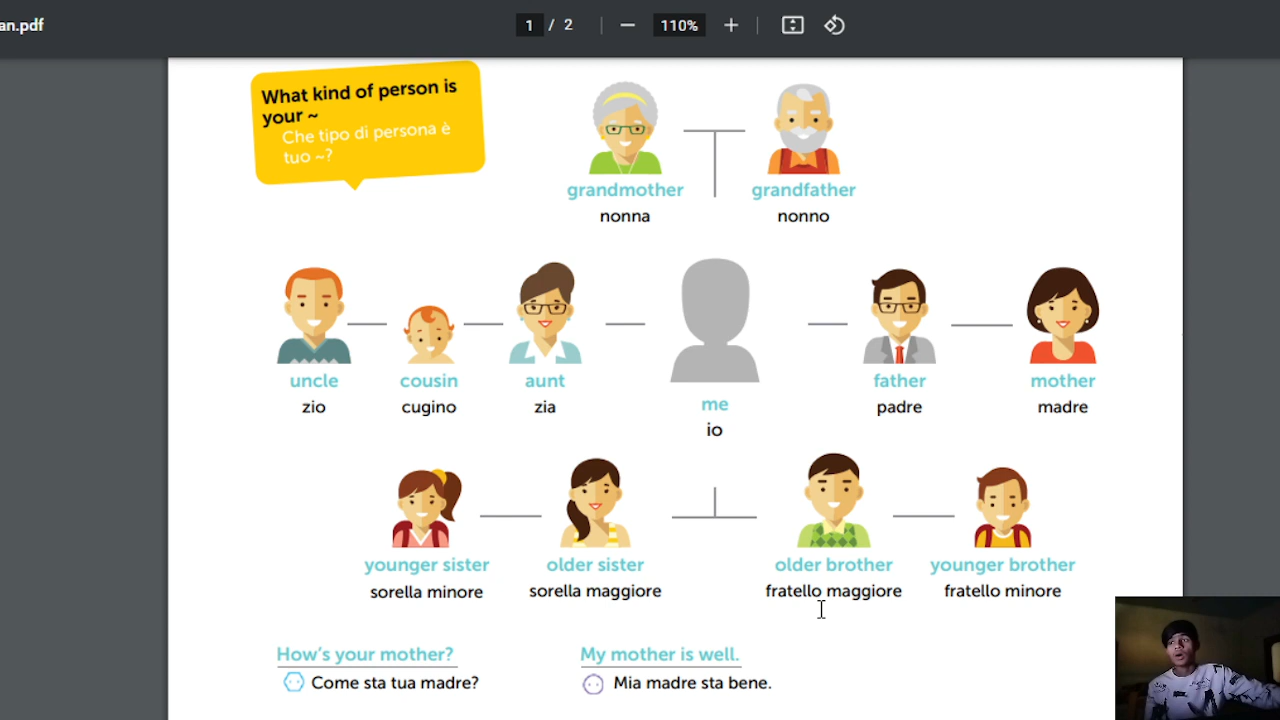 an.pdf
1 / 2
110%
What kind of person is
your ~
Che tipo di persona è
tuo ~?
grandmother
grandfather
nonna
nonno
uncle
cousin
aunt
father
mother
zio
cugino
zia
padre
madre
me
io
younger sister
older sister
older brother
younger brother
sorella minore
sorella maggiore
fratello maggiore
fratello minore
How's your mother?
My mother is well.
Come sta tua madre?
Mia madre sta bene.